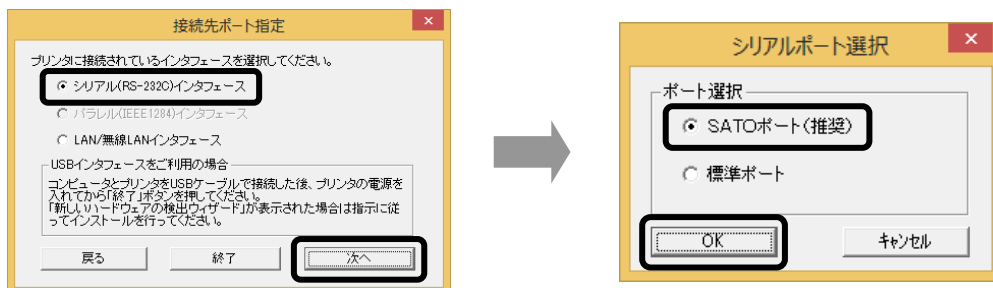 接続先ポート指定
プリンタに接続されているインタフェースを選択してください。
シリアル(RS-232C)インタフェース
パラレル(IEEE1284)インタフェース
LAN/無線LANインタフェース
USBインタフェースをご利用の場合
コンピュータとプリンタをUSBケーブルで接続した後、プリンタの電源を
入れてから「終了」ボタンを押してください。
「新しいハードウェアの検出ウィザード」が表示された場合は指示に従
ってインストールを行ってください。
戻る
終了
次へ
シリアルポート選択
ポート選択
SATOポート(推奨)
標準ポート
OK
キャンセル